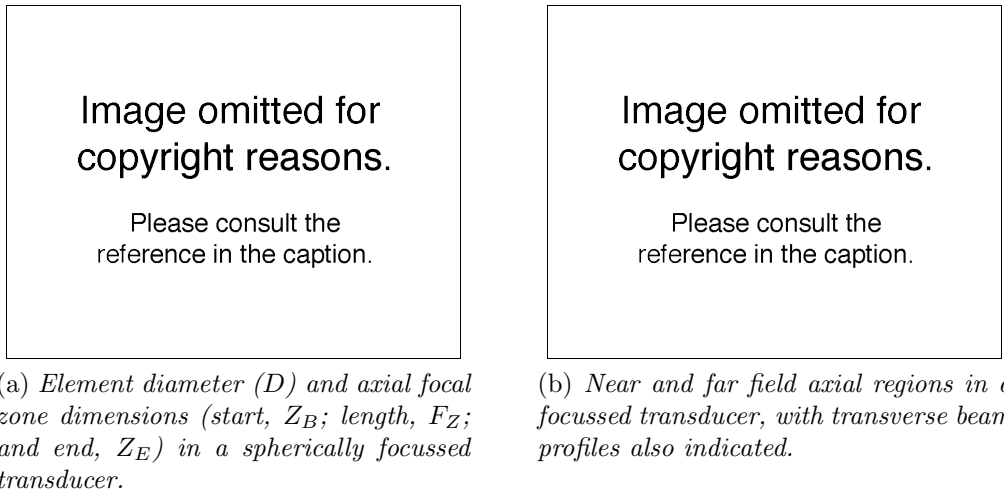 Image omitted for
copyright reasons.
Please consult the
reference in the caption.
(a) Element diameter (D) and axial focal
zone dimensions (start, Z_B; length, F_Z;
and end, Z_E) in a spherically focussed
transducer.
Image omitted for
copyright reasons.
Please consult the
reference in the caption.
(b) Near and far field axial regions in
focussed transducer, with transverse beam
profiles also indicated.